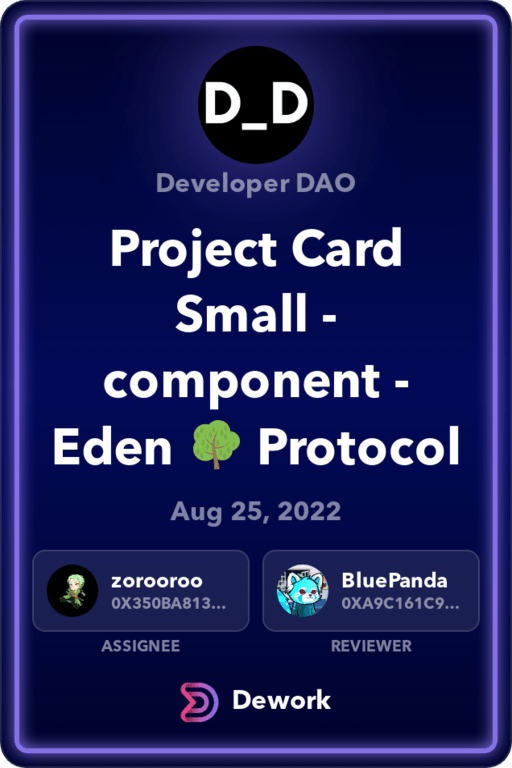 D_D
Developer DAO
Project Card
Small -
component -
Eden 🌳 Protocol
Aug 25, 2022
zorooroo
0X350BA813...
BluePanda
0XA9C161C9...
ASSIGNEE
REVIEWER
Dework